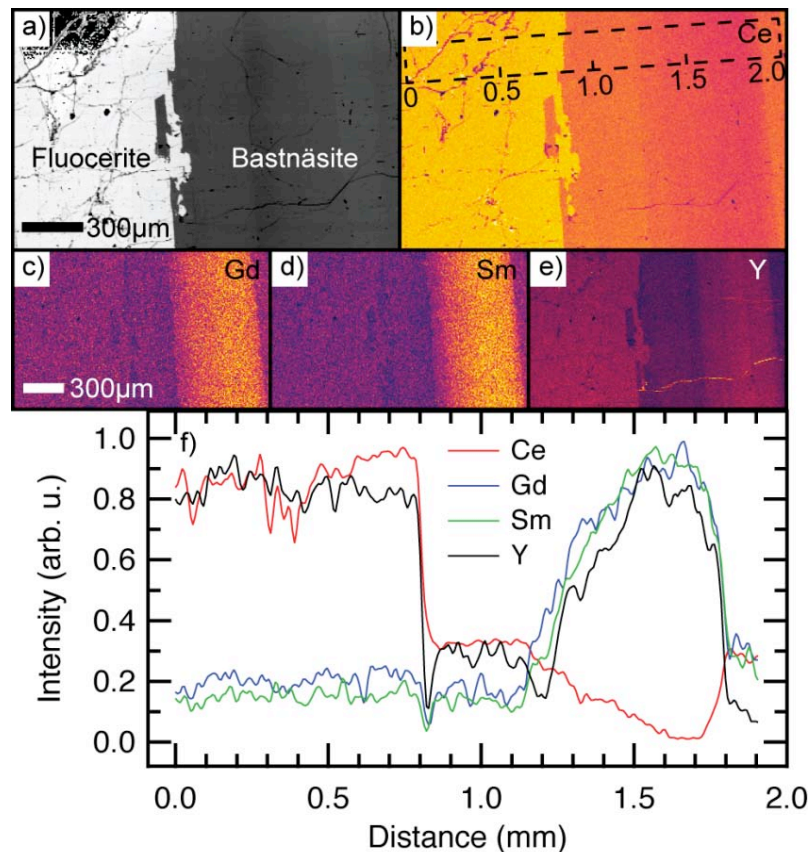 a)
Fluocerite
Bastnäsite
300µm
b)
Ce
0
0.5
1.0
1.5
2.0
c)
Gd
300µm
d)
Sm
e)
Y
f)
Ce
Gd
Sm
Y
Intensity (arb. u.)
1.0
0.8
0.6
0.4
0.2
0.0
0.0
0.5
1.0
1.5
2.0
Distance (mm)